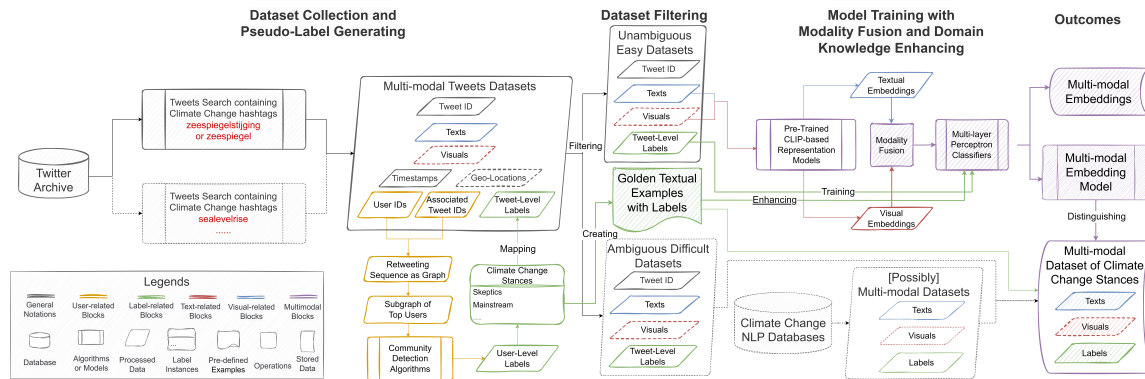 Dataset Collection and
Pseudo-Label Generating
Dataset Filtering
Model Training with
Modality Fusion and Domain
Knowledge Enhancing
Outcomes
Twitter
Archive
Tweets Search containing
Climate Change hashtags
zeespiegelstijging
or zeespiegel
Tweets Search containing
Climate Change hashtags
sealevelrise
......
Multi-modal Tweets Datasets
Tweet ID
Texts
Visuals
Timestamps
Geo-Locations
User IDs
Associated
Tweet IDs
Tweet-Level
Labels
Mapping
Retweeting
Sequence as Graph
Subgraph of
Top Users
Community
Detection
Algorithms
Climate Change
Stances
Skeptics
Mainstream
...
User-Level
Labels
Filtering
Creating
Unambiguous
Easy Datasets
Tweet ID
Texts
Visuals
Tweet-Level
Labels
Golden Textual
Examples
with Labels
Ambiguous Difficult
Datasets
Tweet ID
Texts
Visuals
Tweet-Level
Labels
Textual
Embeddings
Pre-Trained
CLIP-based
Representation
Models
Modality
Fusion
Multi-layer
Perceptron
Classifiers
Training
Enhancing
Visual
Embeddings
Climate Change
NLP Databases
[Possibly]
Multi-modal Datasets
Texts
Visuals
Labels
Multi-modal
Embeddings
Multi-modal
Embedding
Model
Distinguishing
Multi-modal
Dataset of Climate
Change Stances
Texts
Visuals
Labels
Legends
General
Notations
User-related
Blocks
Label-related
Blocks
Text-related
Blocks
Visual-related
Blocks
Multimodal
Blocks
Database
Algorithms
or Models
Processed
Data
Label
Instances
Pre-defined
Examples
Operations
Stored
Data